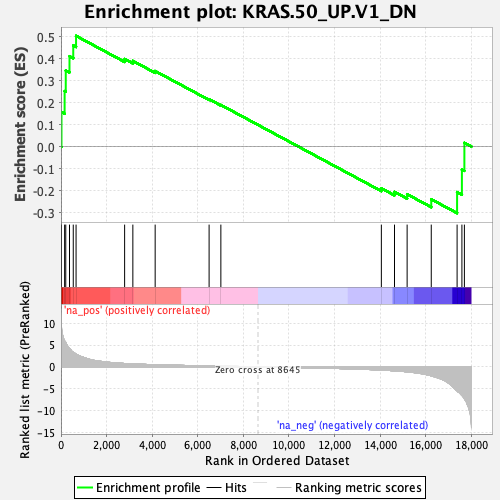 Enrichment plot: KRAS.50_UP.V1_DN
Enrichment score (ES)
0.5
0.4
0.3
0.2
0.1
0.0
-0.1
-0.2
-0.3
'na_pos' (positively correlated)
Ranked list metric (PreRanked)
10
5
0
-5
-10
-15
Zero cross at 8645
'na_neg' (negatively correlated)
0 2,000 4,000 6,000 8,000 10,000 12,000 14,000 16,000 18,000
Rank in Ordered Dataset
Enrichment profile Hits Ranking metric scores